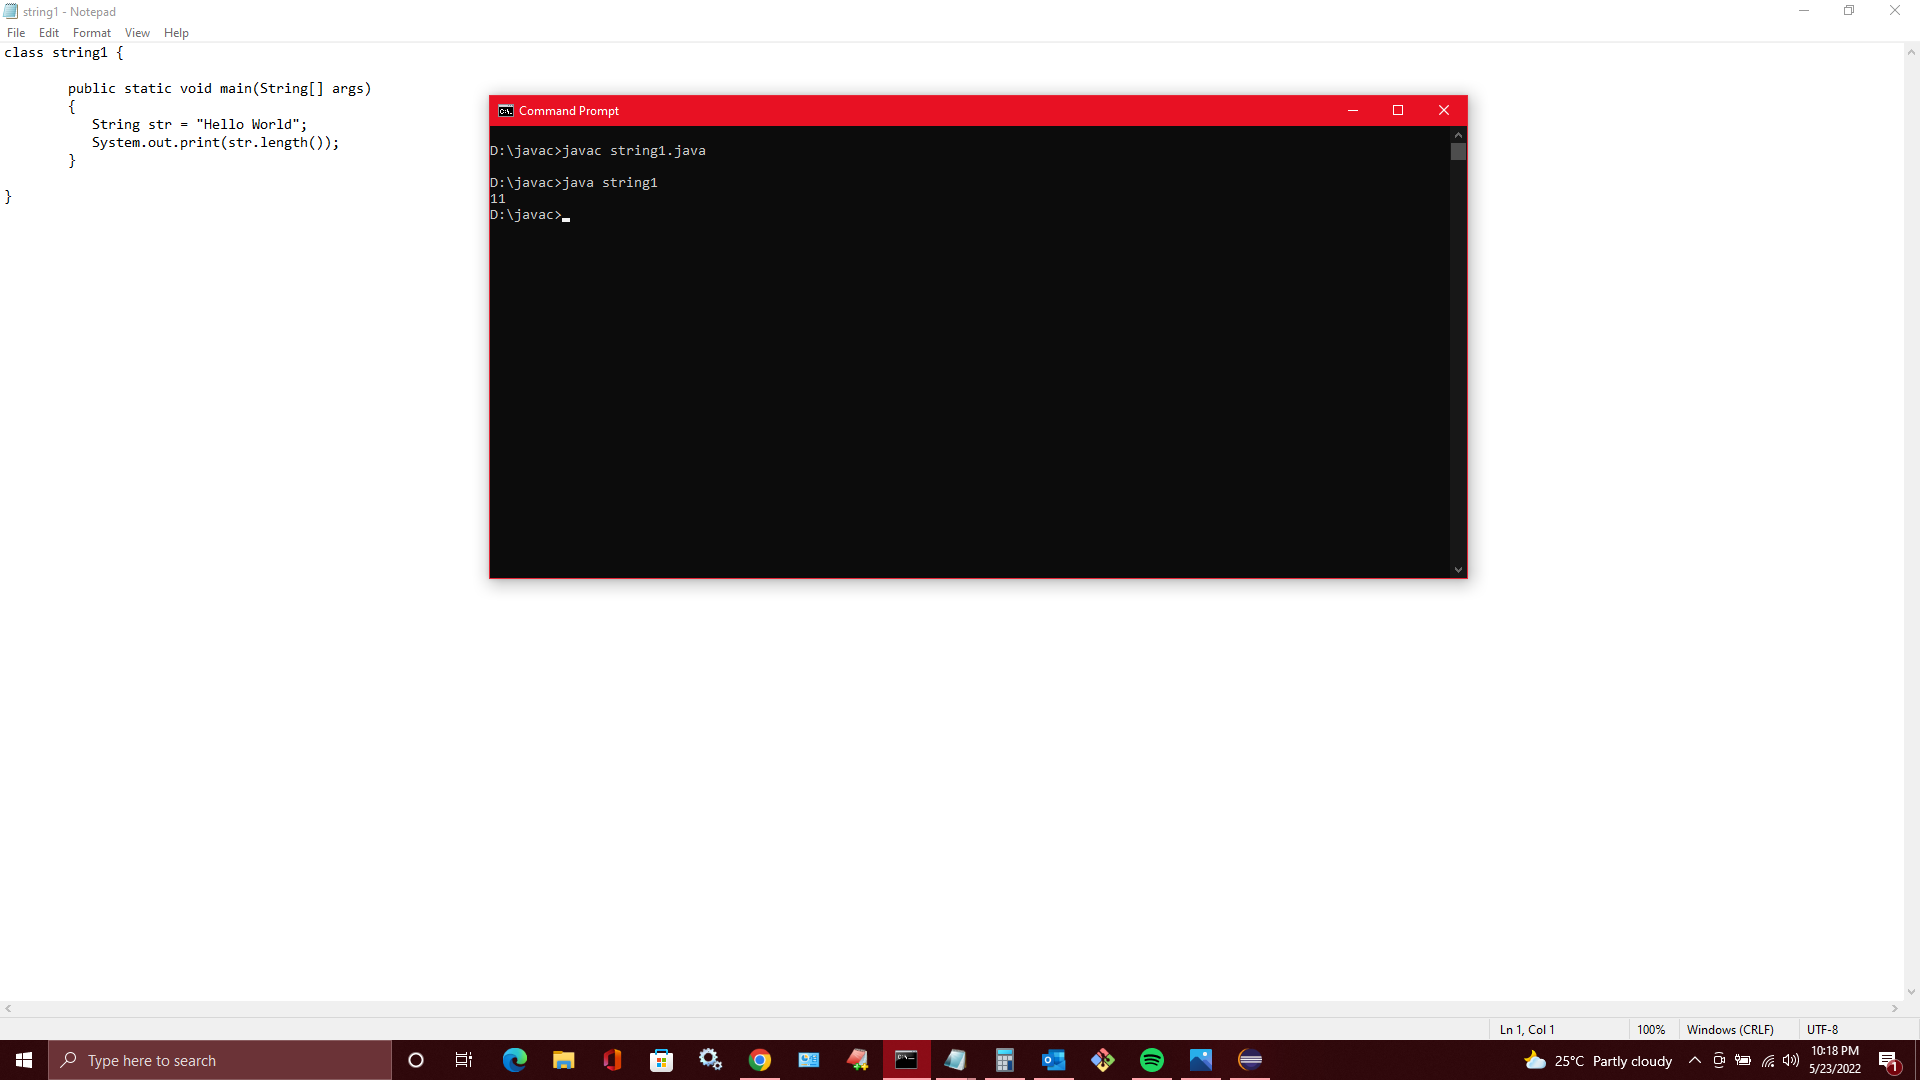 string1 - Notepad
File Edit Format View Help
class string1 {
public static void main(String[] args)
{
String str = "Hello World";
System.out.print(str.length());
}
}
Command Prompt
D:\javac>javac string1.java
D:\javac>java string1
11
D:\javac>
Ln 1, Col 1 100% Windows (CRLF) UTF-8
Type here to search
25°C Partly cloudy
10:18 PM
5/23/2022
1